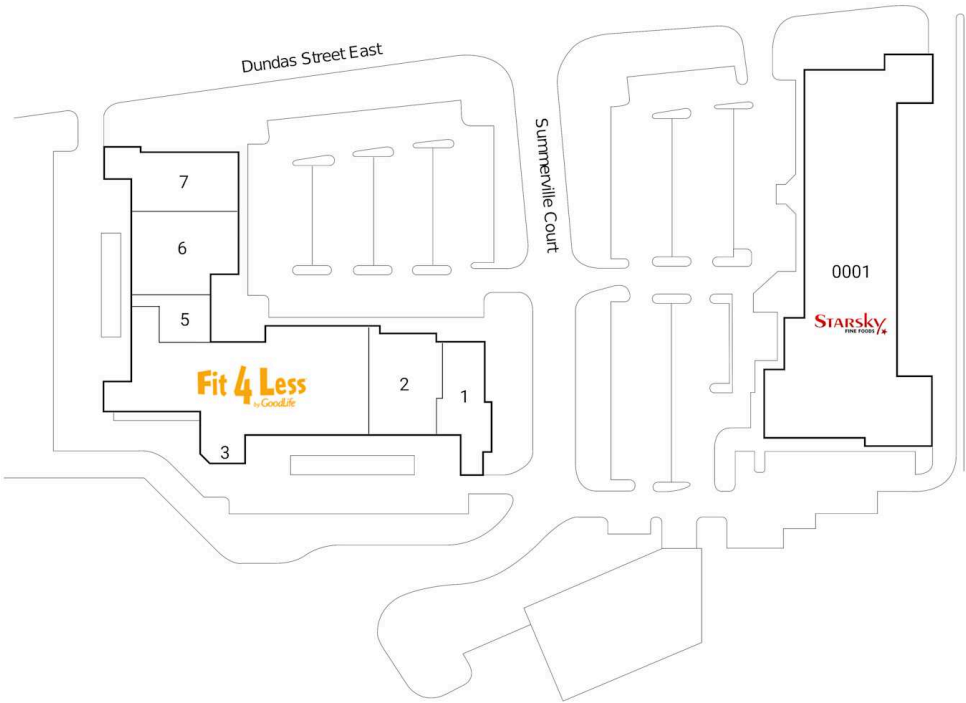 Dundas Street East
Summerville Court
7
6
5
0001
STARSKY
FINE FOODS
Fit 4 Less
by GoodLife
2
1
3